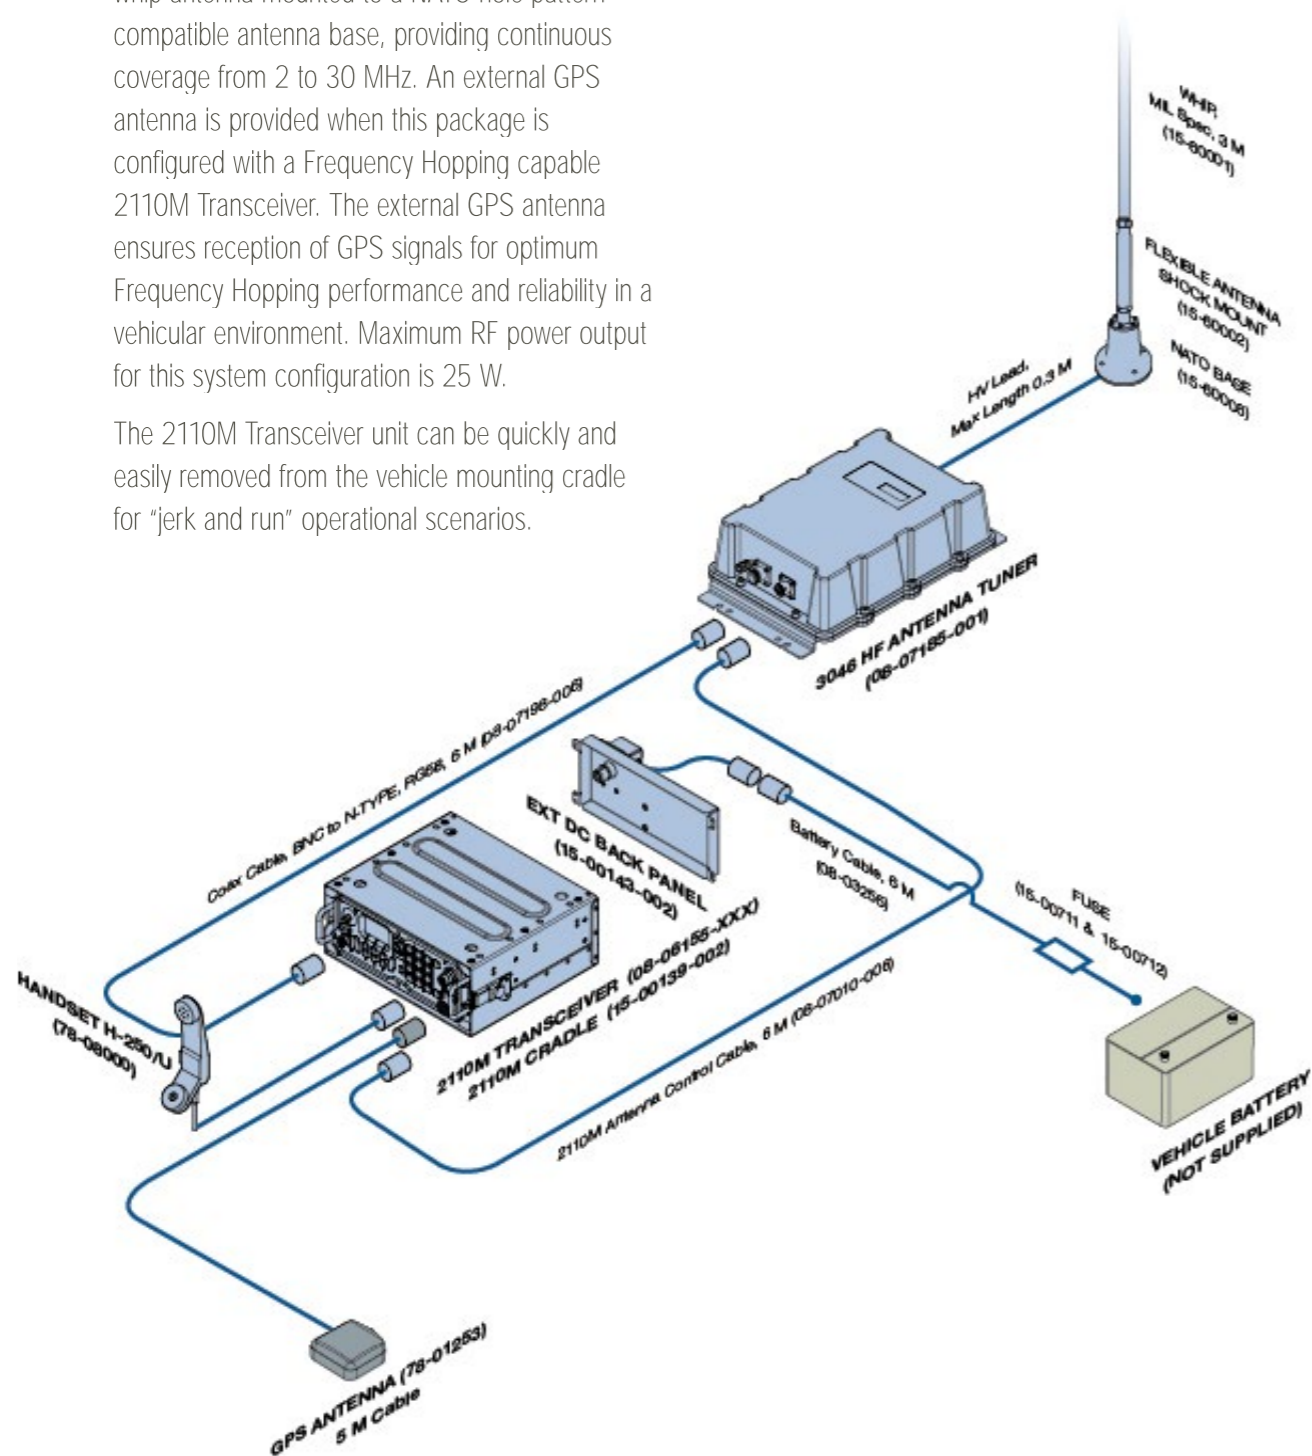 whip antenna mounted to a NATO hole pattern
compatible antenna base, providing continuous
coverage from 2 to 30 MHz. An external GPS
antenna is provided when this package is
configured with a Frequency Hopping capable
2110M Transceiver. The external GPS antenna
ensures reception of GPS signals for optimum
Frequency Hopping performance and reliability in a
vehicular environment. Maximum RF power output
for this system configuration is 25 W.
The 2110M Transceiver unit can be quickly and
easily removed from the vehicle mounting cradle
for “jerk and run” operational scenarios.
WHIP,
MIL Spec, 3 M
(15-60001)
FLEXIBLE ANTENNA
SHOCK MOUNT
(15-60002)
NATO BASE
HV Lead,
Max Length 0.3 M
3046 HF ANTENNA TUNER
(08-07185-001)
Coax Cable, BNC to N-TYPE, RG58, 6 M (08-07198-006)
EXT DC BACK PANEL
(15-00143-002)
Battery Cable, 6 M
(08-03256)
FUSE
(15-00711 & 15-00712)
HANDSET H-250/U
2110M TRANSCEIVER (08-06155-XXX)
2110M CRADLE (15-00139-002)
2110M Antenna Control Cable, 6 M (08-07010-006)
VEHICLE BATTERY
(NOT SUPPLIED)
GPS ANTENNA (78-01253)
5 M Cable